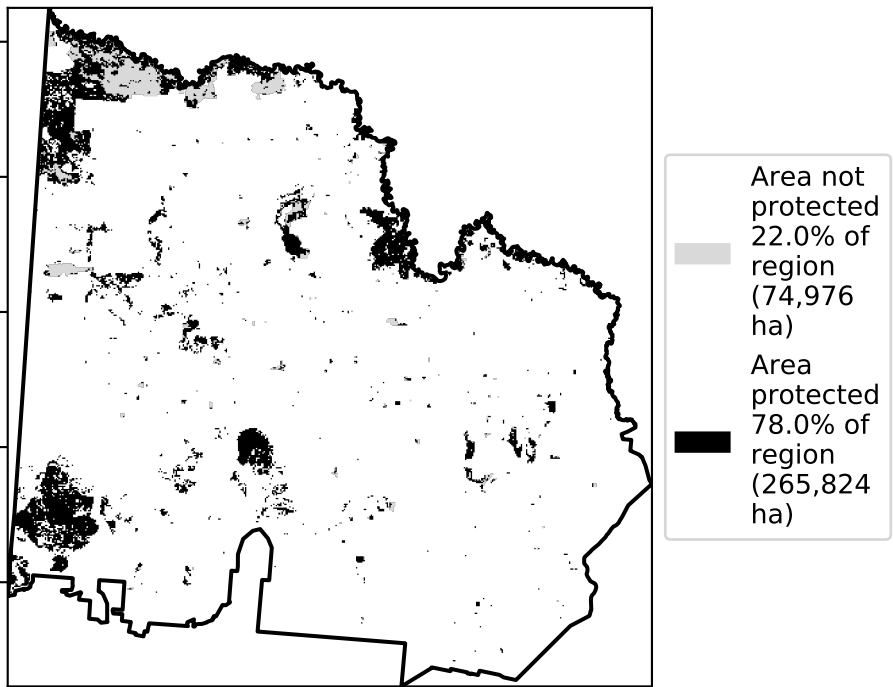 Area not
protected
22.0% of
region
(74,976
ha)
Area
protected
78.0% of
region
(265,824
ha)